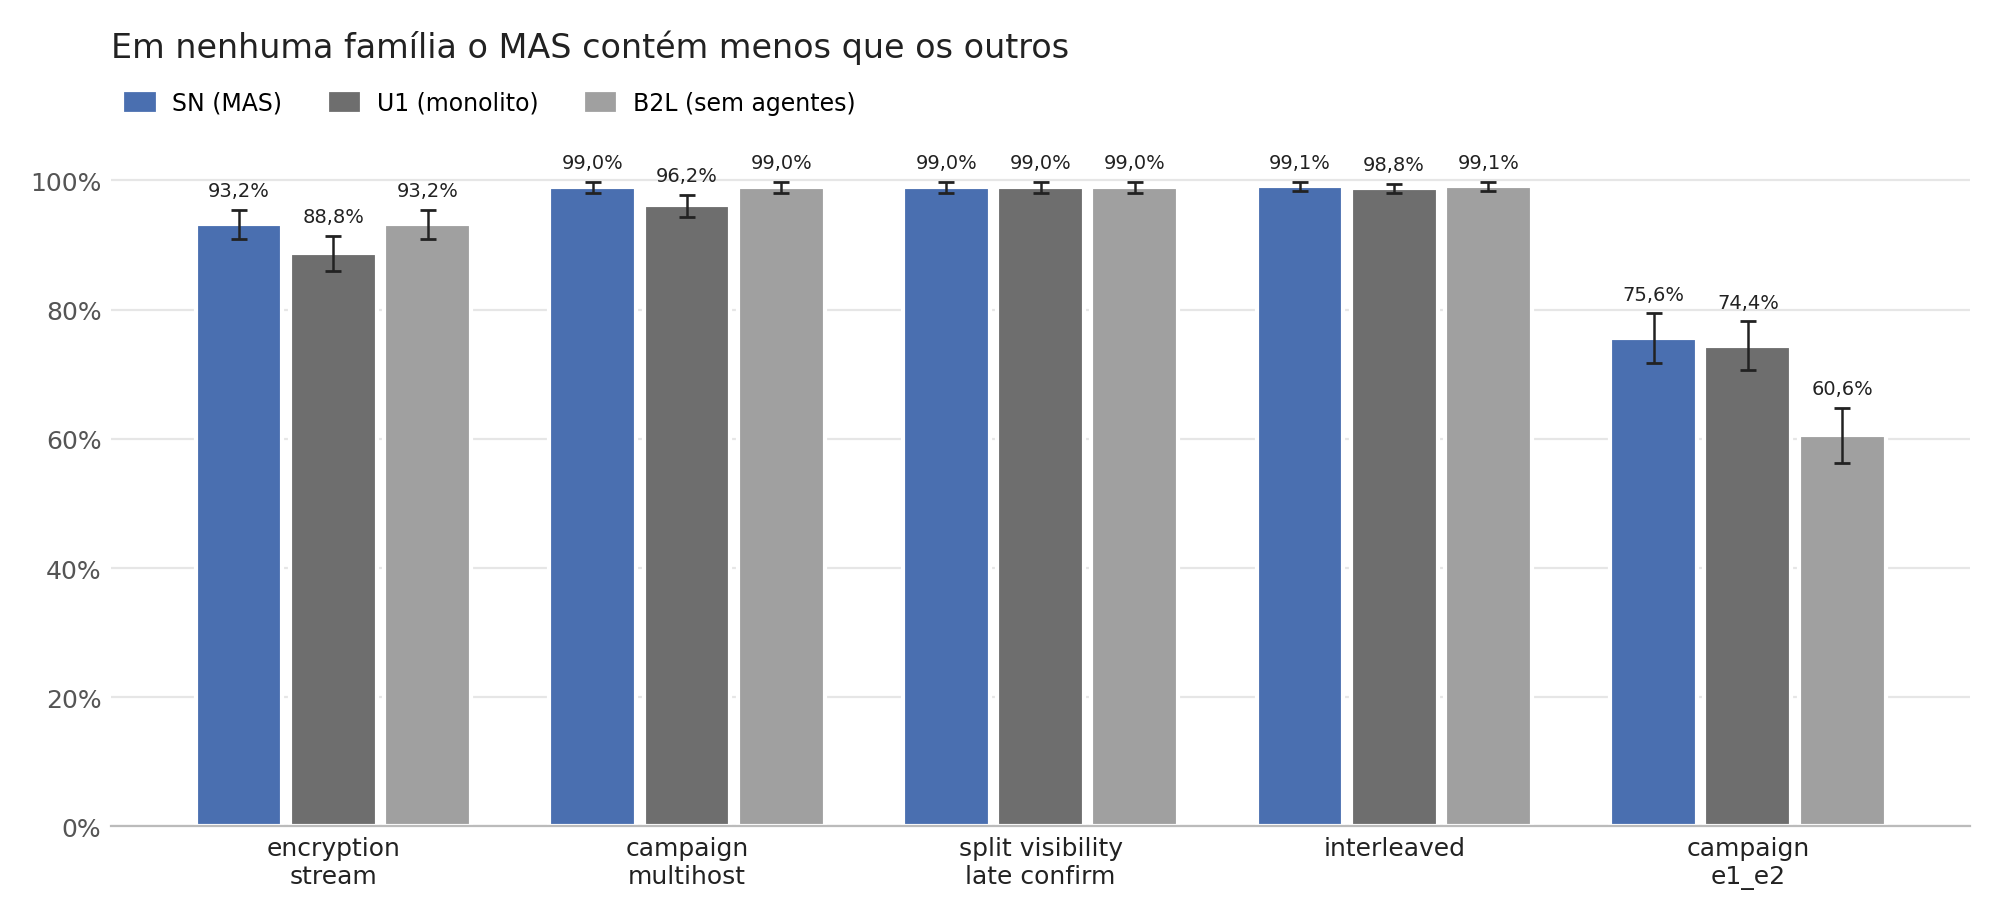 Em nenhuma família o MAS contém menos que os outros
SN (MAS) U1 (monolito) B2L (sem agentes)
99,0% 99,0% 99,0% 99,0% 99,0% 99,1% 98,8% 99,1%
96,2%
100%
93,2% 93,2%
88,8%
80%
75,6% 74,4%
60,6%
60%
40%
20%
0%
encryption
stream
campaign
multihost
split visibility
late confirm
interleaved
campaign
e1_e2